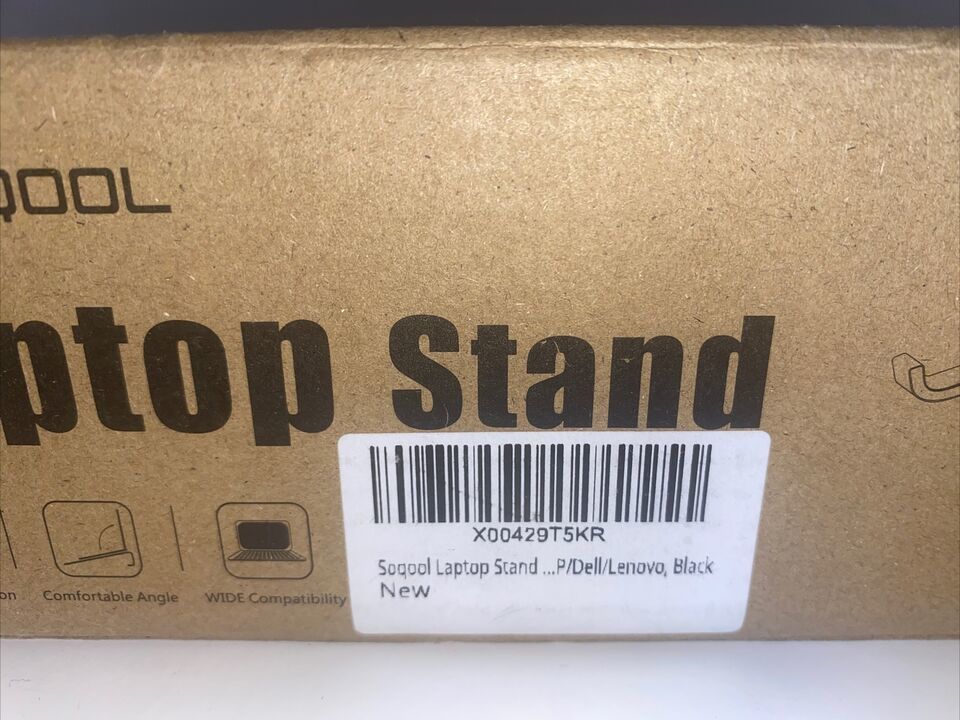 QOOL
ptop Stand
X00429T5KR
Soqool Laptop Stand ...P/Dell/Lenovo, Black
New
on
Comfortable Angle
WIDE Compatibility